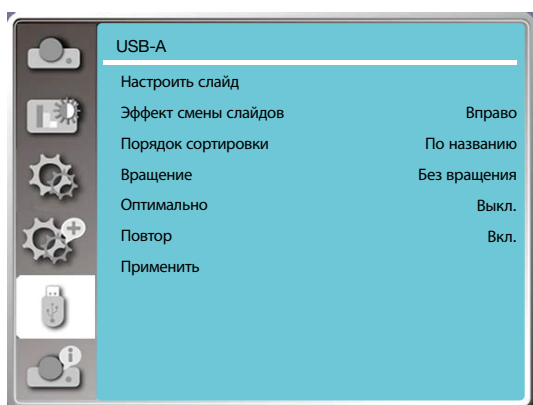 USB-A
Настроить слайд
Эффект смены слайдов Вправо
Порядок сортировки По названию
Вращение Без вращения
Оптимально Выкл.
Повтор Вкл.
Применить